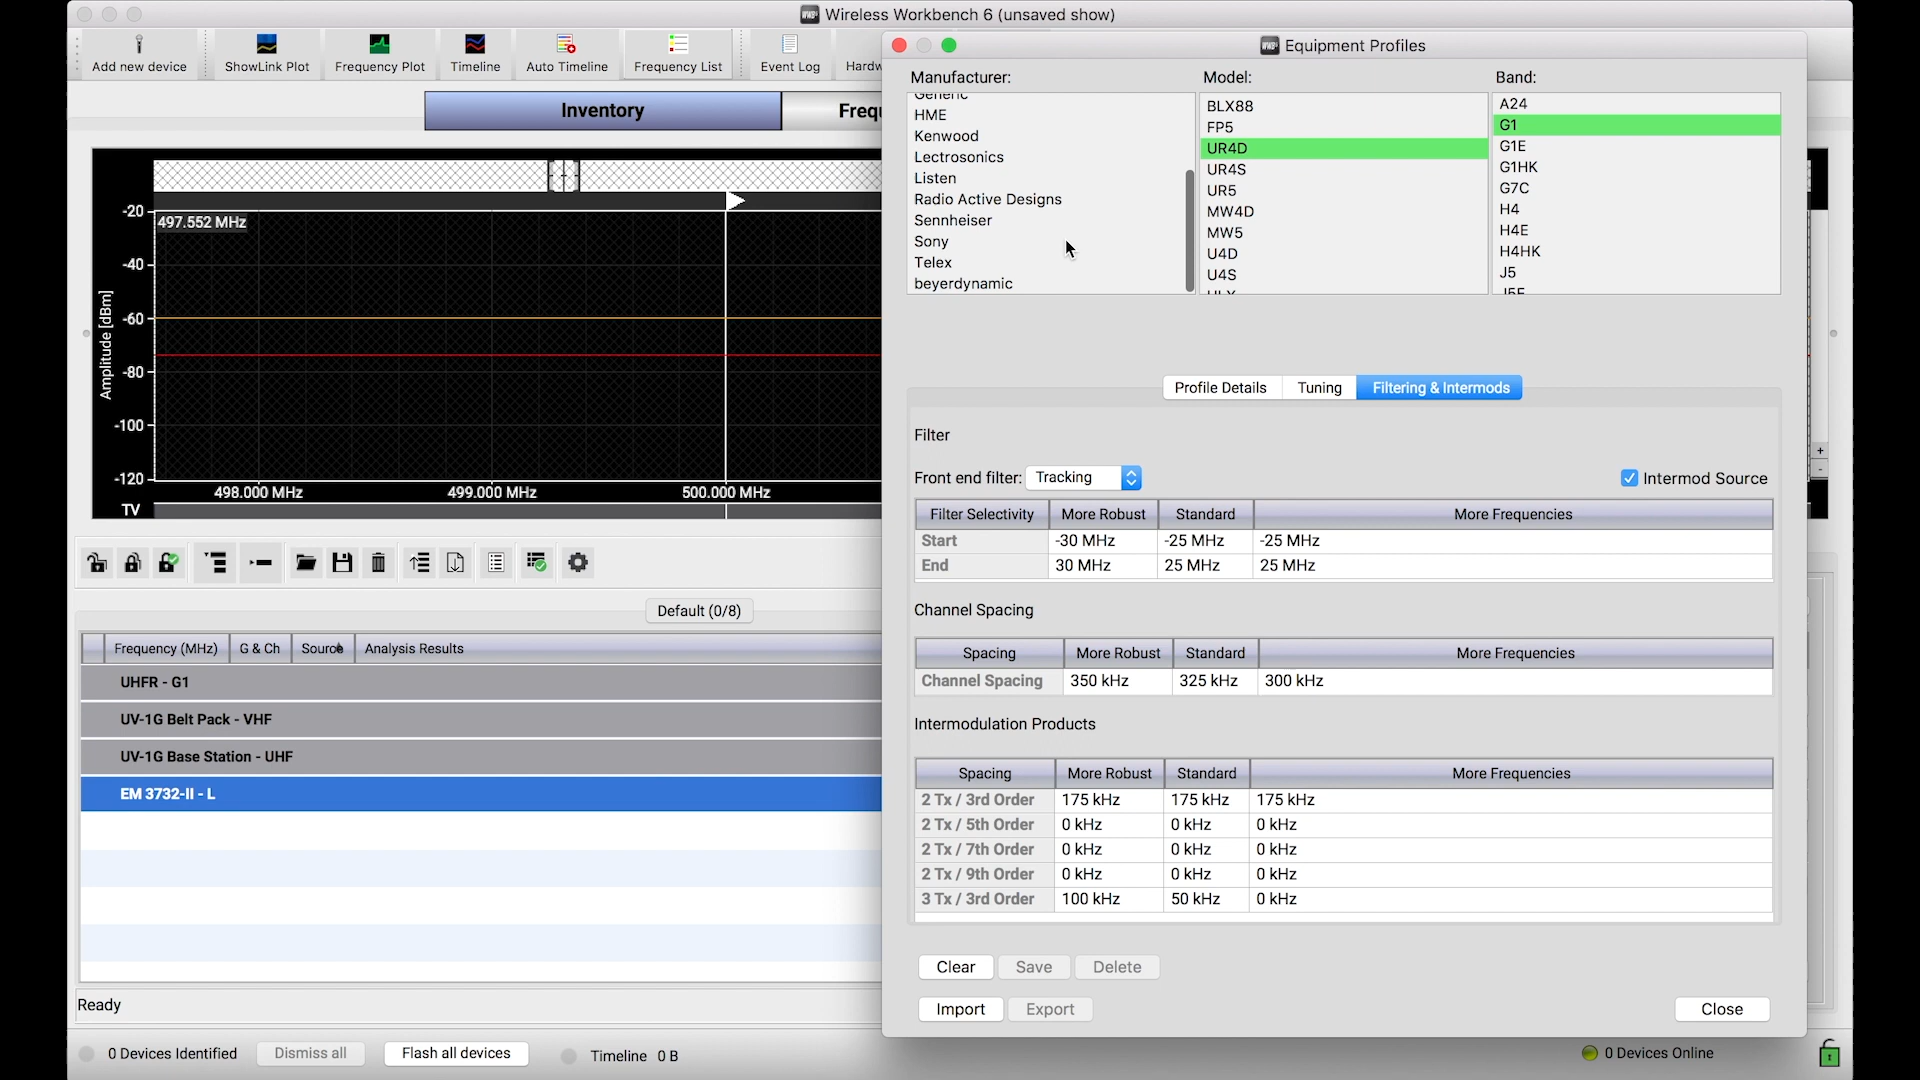 Wireless Workbench 6 (unsaved show)
Add new device
ShowLink Plot
Frequency Plot
Timeline
Auto Timeline
Frequency List
Event Log
Hardw
Inventory
Frequ
497.552 MHz
Amplitude [dBm]
-20
-40
-60
-80
-100
-120
498.000 MHz
499.000 MHz
500.000 MHz
TV
Default (0/8)
Frequency (MHz)
G & Ch
Source
Analysis Results
UHFR - G1
UV-1G Belt Pack - VHF
UV-1G Base Station - UHF
EM 3732-II - L
Ready
0 Devices Identified
Dismiss all
Flash all devices
Timeline 0 B
0 Devices Online
Equipment Profiles
Manufacturer:
Generic
HME
Kenwood
Lectrosonics
Listen
Radio Active Designs
Sennheiser
Sony
Telex
beyerdynamic
Model:
BLX88
FP5
UR4D
UR4S
UR5
MW4D
MW5
U4D
U4S
Band:
A24
G1
G1E
G1HK
G7C
H4
H4E
H4HK
J5
J5E
Profile Details
Tuning
Filtering & Intermods
Filter
Front end filter: Tracking
Intermod Source
Filter Selectivity More Robust Standard More Frequencies
Start -30 MHz -25 MHz -25 MHz
End 30 MHz 25 MHz 25 MHz
Channel Spacing
Spacing More Robust Standard More Frequencies
Channel Spacing 350 kHz 325 kHz 300 kHz
Intermodulation Products
Spacing More Robust Standard More Frequencies
2 Tx / 3rd Order 175 kHz 175 kHz 175 kHz
2 Tx / 5th Order 0 kHz 0 kHz 0 kHz
2 Tx / 7th Order 0 kHz 0 kHz 0 kHz
2 Tx / 9th Order 0 kHz 0 kHz 0 kHz
3 Tx / 3rd Order 100 kHz 50 kHz 0 kHz
Clear
Save
Delete
Import
Export
Close